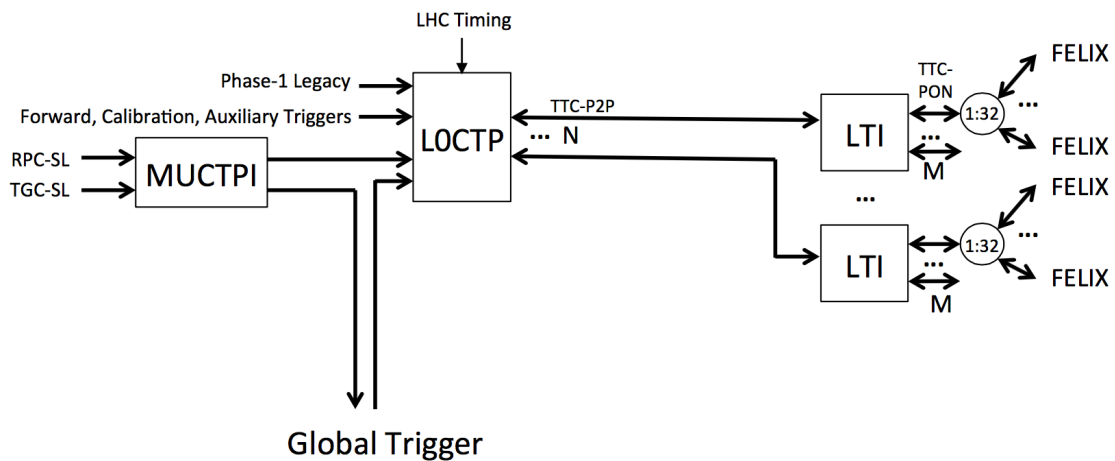 LHC Timing
Phase-1 Legacy
Forward, Calibration, Auxiliary Triggers
RPC-SL
TGC-SL
MUCTPI
L0CTP
TTC-P2P
... N
LTI
TTC-
PON
...
M
1:32
FELIX
...
FELIX
...
LTI
...
M
1:32
FELIX
...
FELIX
Global Trigger